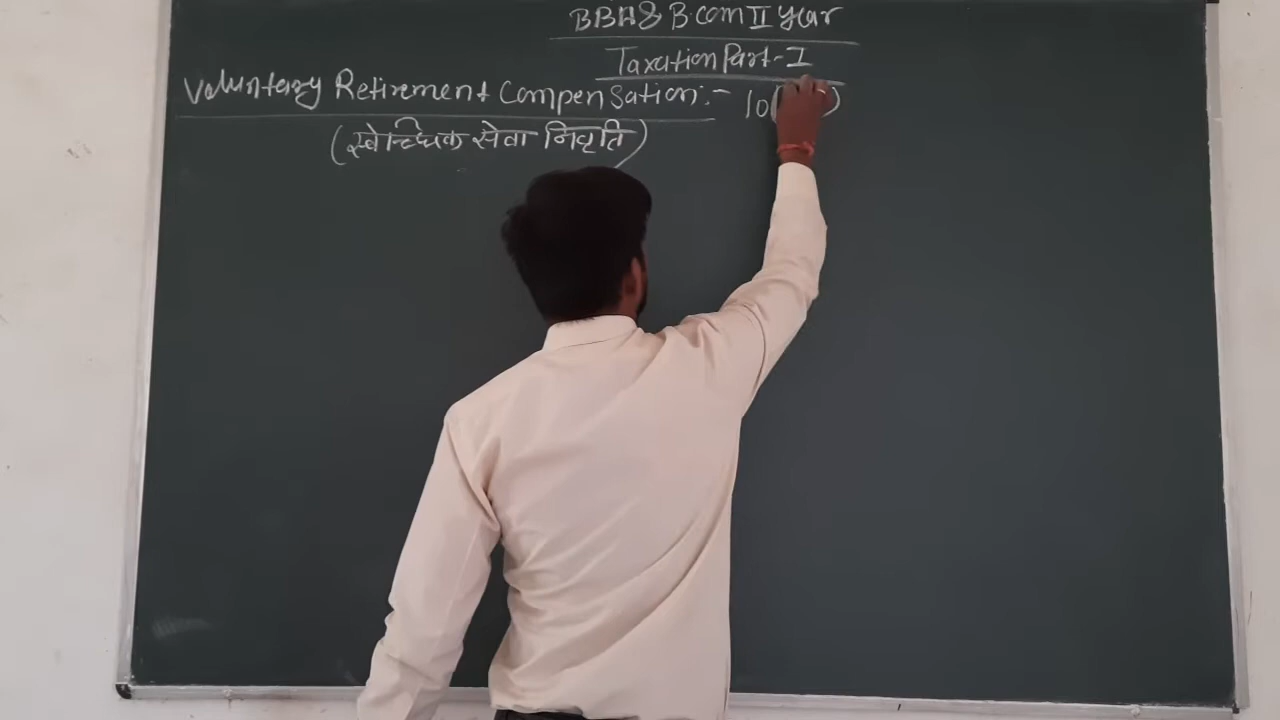 BBA & B.com II year
Taxation Part-I
Voluntary Retirement Compensation:- 10( )
(स्वेच्छिक सेवा निवृति)